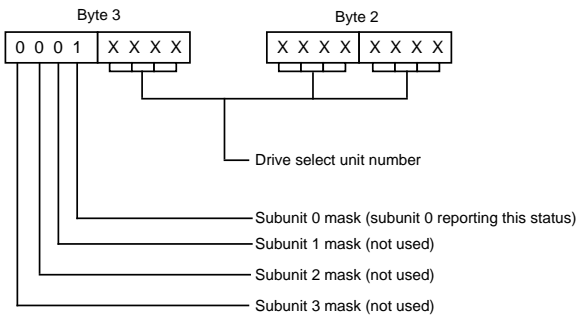 Byte 3 Byte 2
0 0 0 1 X X X X X X X X X X X X
Drive select unit number
Subunit 0 mask (subunit 0 reporting this status)
Subunit 1 mask (not used)
Subunit 2 mask (not used)
Subunit 3 mask (not used)